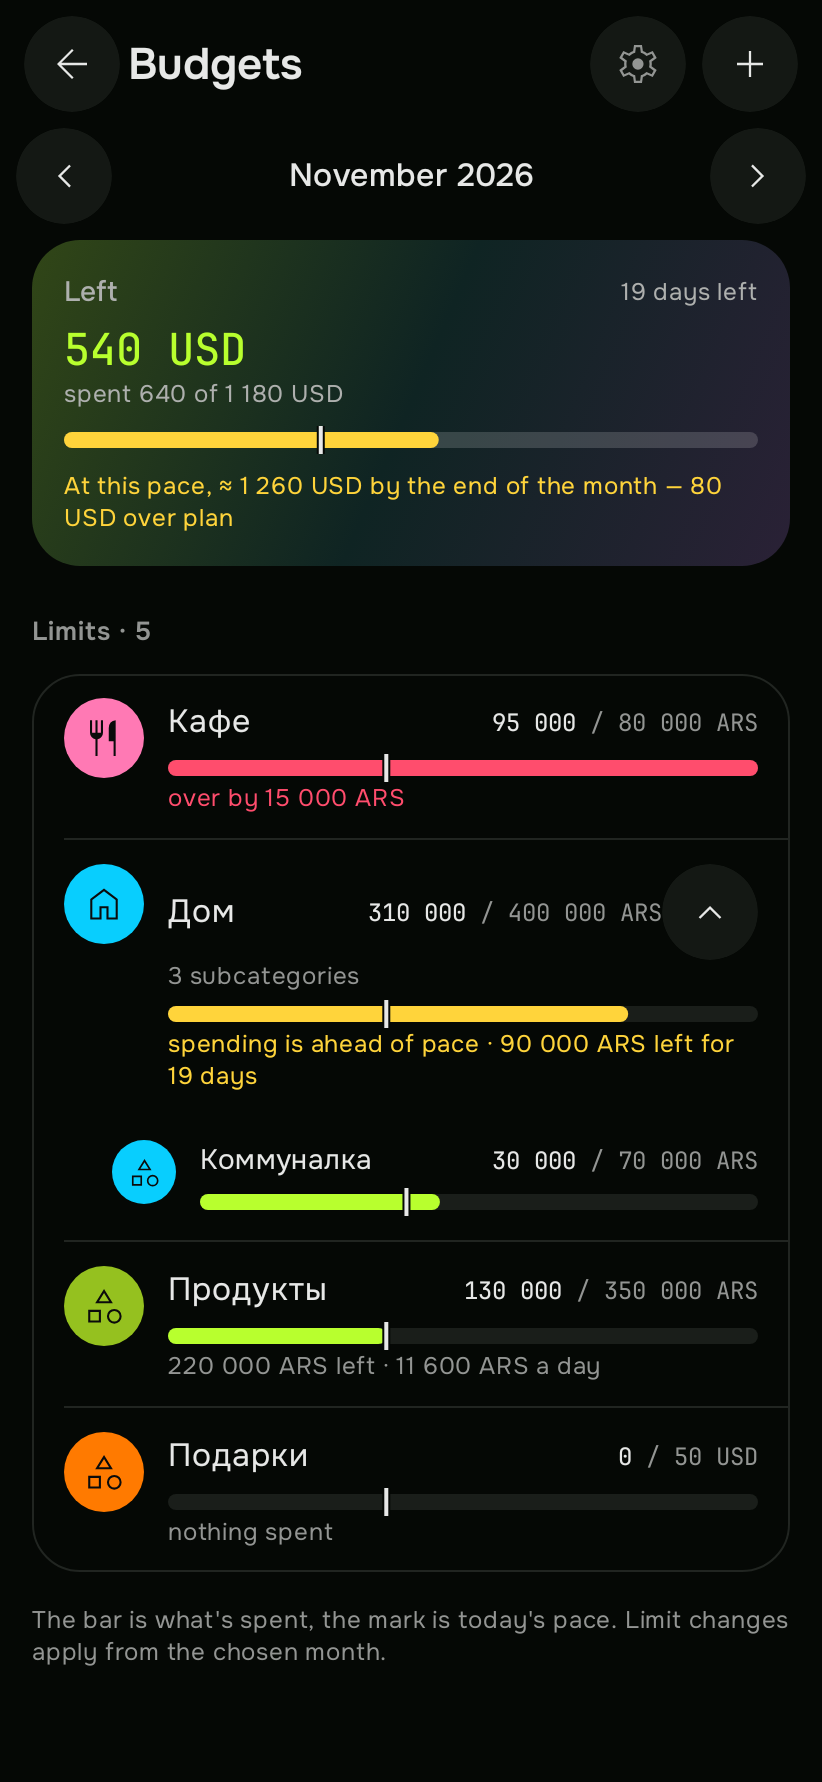 Budgets
November 2026
Left
19 days left
540 USD
spent 640 of 1 180 USD
At this pace, ≈ 1 260 USD by the end of the month — 80
USD over plan
Limits · 5
Кафе
95 000 / 80 000 ARS
over by 15 000 ARS
Дом
310 000 / 400 000 ARS
3 subcategories
spending is ahead of pace · 90 000 ARS left for
19 days
Коммуналка
30 000 / 70 000 ARS
Продукты
130 000 / 350 000 ARS
220 000 ARS left · 11 600 ARS a day
Подарки
0 / 50 USD
nothing spent
The bar is what's spent, the mark is today's pace. Limit changes
apply from the chosen month.